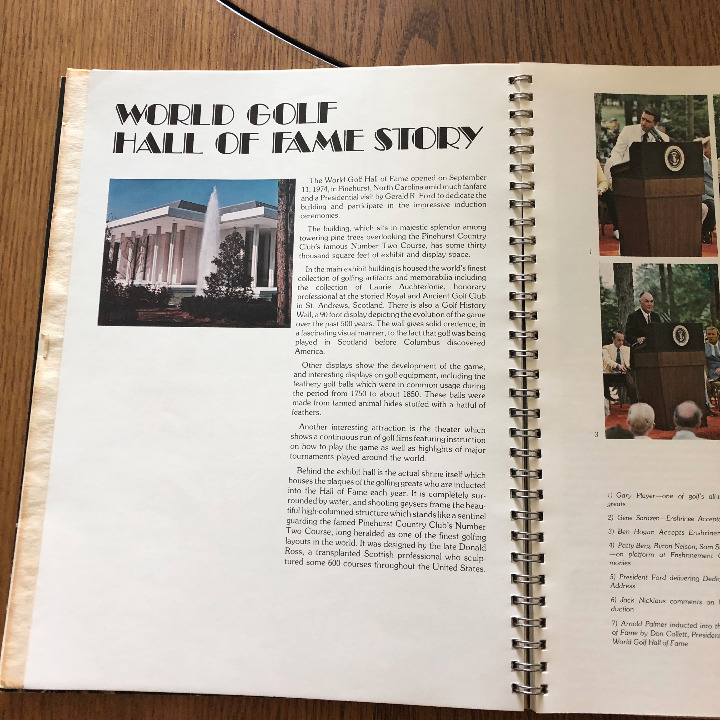 WORLD GOLF
HALL OF FAME STORY
The World Golf Hall of Fame opened on September
11, 1974, in Pinehurst, North Carolina amid much fanfare
and a Presidential visit by Gerald R. Ford to dedicate the
building and participate in the impressive induction
ceremonies.
The building, which sits in majestic splendor among
towering pine trees overlooking the Pinehurst Country
Club's famous Number Two Course, has some thirty
thousand square feet of exhibit and display space.
In the main exhibit building is housed the world's finest
collection of golfing artifacts and memorabilia including
the collection of Laurie Auchterlonie, honorary
professional at the storied Royal and Ancient Golf Club
in St. Andrews, Scotland. There is also a Golf History
Wall, a 90 foot display depicting the evolution of the game
over the past 500 years. The wall gives solid credence, in
a fascinating visual manner, to the fact that golf was being
played in Scotland before Columbus discovered
America.
Other displays show the development of the game,
and interesting displays on golf equipment, including the
feathery golf balls which were in common usage during
the period from 1750 to about 1850. These balls were
made from tanned animal hides stuffed with a hatful of
feathers.
Another interesting attraction is the theater which
shows a continuous run of golf films featuring instruction
on how to play the game as well as highlights of major
tournaments played around the world.
Behind the exhibit hall is the actual shrine itself which
houses the plaques of the golfing greats who are inducted
into the Hall of Fame each year. It is completely sur-
rounded by water, and shooting geysers frame the beau-
tiful high-columned structure which stands like a sentinel
guarding the famed Pinehurst Country Club's Number
Two Course, long heralded as one of the finest golfing
layouts in the world. It was designed by the late Donald
Ross, a transplanted Scottish professional who sculp-
tured some 600 courses throughout the United States.
1
3
1) Gary Player—one of golf's
greats
2) Gene Sarazen—Enshrinee
3) Ben Hogan Accepts
4) Patty Berg, Byron Nelson, Sam
—on platform at Enshrinement
monies
5) President Ford delivering
Address
6) Jack Nicklaus comments on
duction
7) Arnold Palmer inducted into
of Fame by Don Collett,
World Golf Hall of Fame